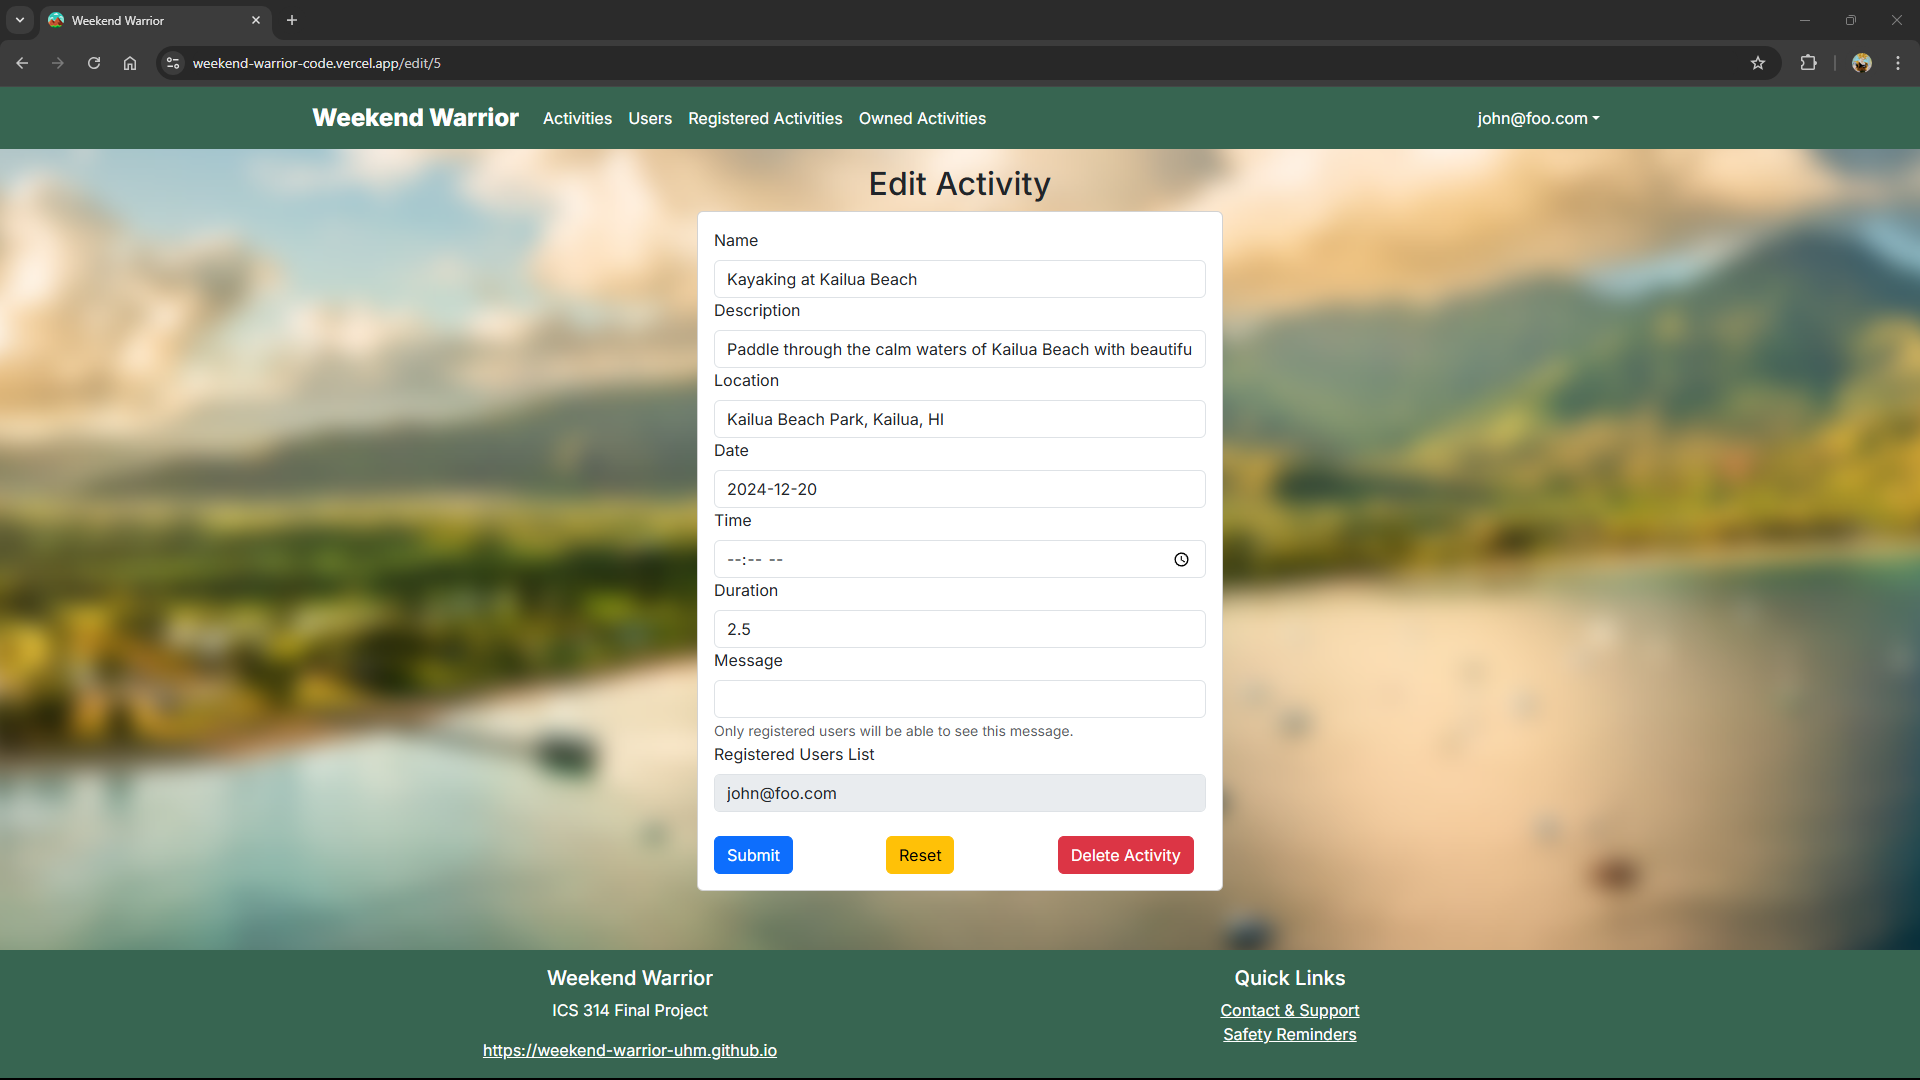 Weekend Warrior
weekend-warrior-code.vercel.app/edit/5
Weekend Warrior Activities Users Registered Activities Owned Activities john@foo.com
Edit Activity
Name
Kayaking at Kailua Beach
Description
Paddle through the calm waters of Kailua Beach with beautifu
Location
Kailua Beach Park, Kailua, HI
Date
2024-12-20
Time
--:-- --
Duration
2.5
Message
Only registered users will be able to see this message.
Registered Users List
john@foo.com
Submit Reset Delete Activity
Weekend Warrior
ICS 314 Final Project
https://weekend-warrior-uhm.github.io
Quick Links
Contact & Support
Safety Reminders